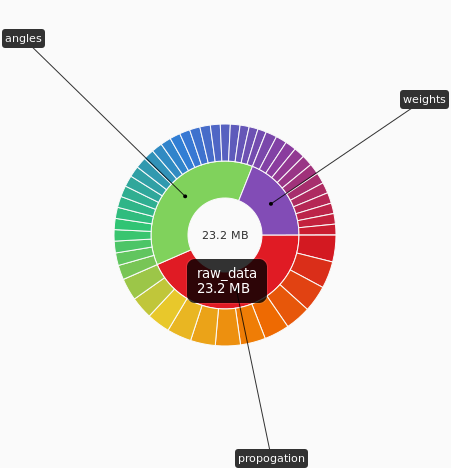 angles
weights
23.2 MB
raw_data
23.2 MB
propogation